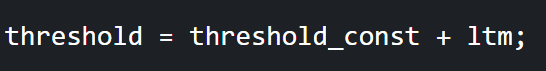 threshold = threshold_const + ltm;